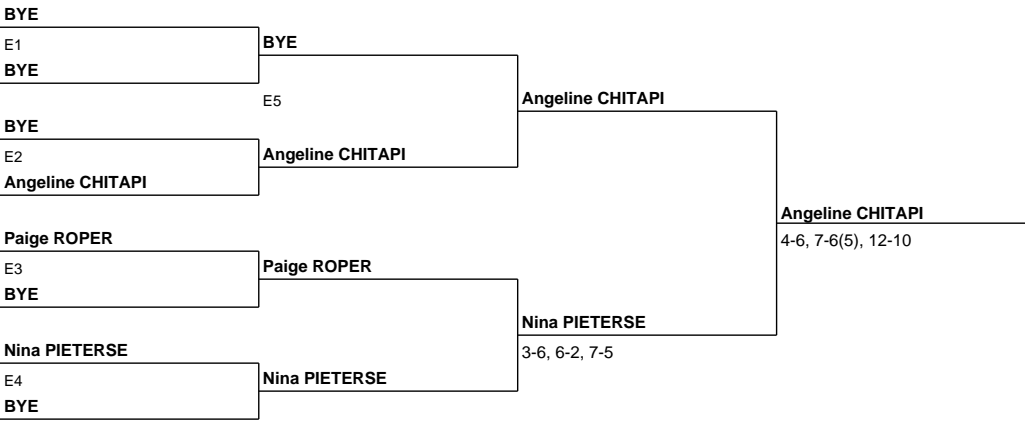 BYE
E1
BYE
BYE
E5
BYE
E2
Angeline CHITAPI
Angeline CHITAPI
Angeline CHITAPI
Paige ROPER
E3
BYE
Paige ROPER
Nina PIETERSE
E4
BYE
Nina PIETERSE
Nina PIETERSE
3-6, 6-2, 7-5
Angeline CHITAPI
4-6, 7-6(5), 12-10